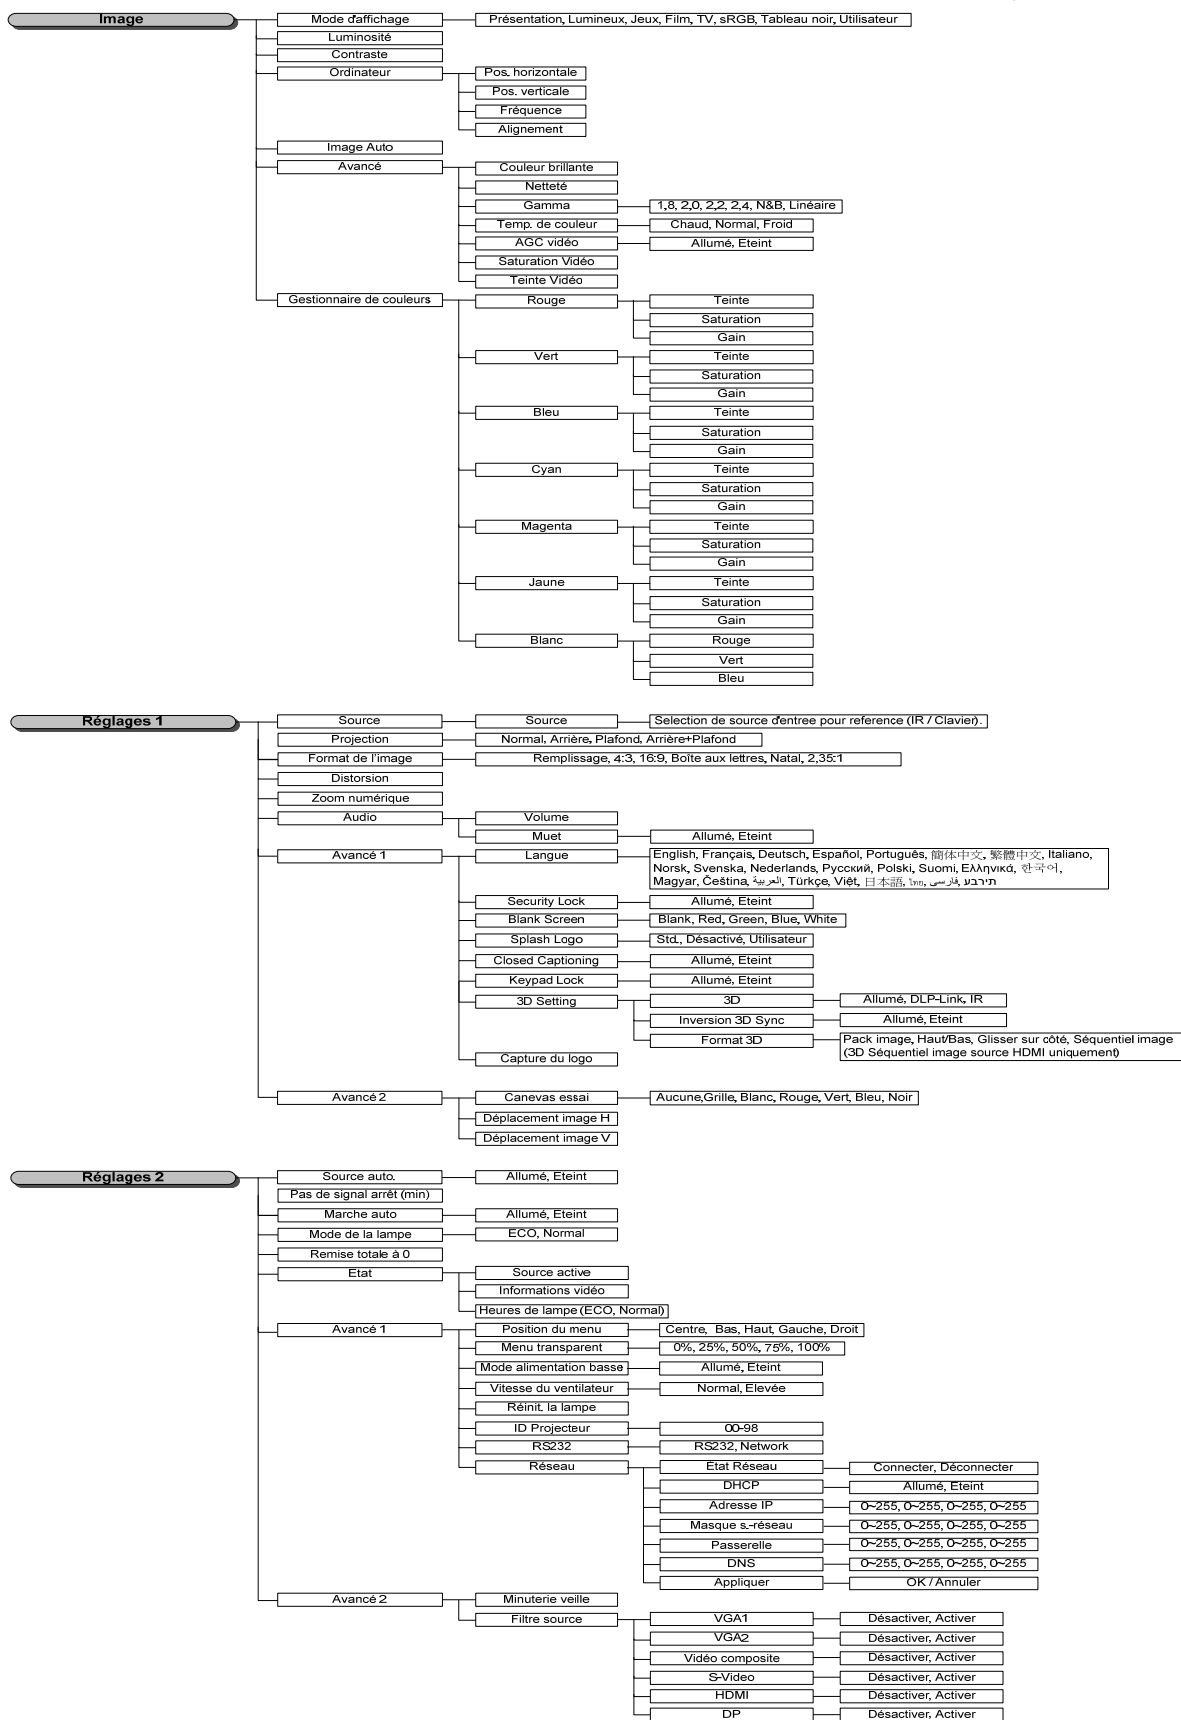 Image
Mode d'affichage
Présentation, Lumineux, Jeux, Film, TV, sRGB, Tableau noir, Utilisateur
Luminosité
Contraste
Ordinateur
Pos. horizontale
Pos. verticale
Fréquence
Alignement
Image Auto
Avancé
Couleur brillante
Netteté
Gamma
1,8, 2,0, 2,2, 2,4, N&B, Linéaire
Temp. de couleur
Chaud, Normal, Froid
AGC vidéo
Allumé, Eteint
Saturation Vidéo
Teinte Vidéo
Gestionnaire de couleurs
Rouge
Teinte
Saturation
Gain
Vert
Teinte
Saturation
Gain
Bleu
Teinte
Saturation
Gain
Cyan
Teinte
Saturation
Gain
Magenta
Teinte
Saturation
Gain
Jaune
Teinte
Saturation
Gain
Blanc
Rouge
Vert
Bleu
Réglages 1
Source
Source
Selection de source d'entree pour reference (IR / Clavier).
Projection
Normal, Arrière, Plafond, Arrière+Plafond
Format de l'image
Remplissage, 4:3, 16:9, Boîte aux lettres, Natal, 2,35:1
Distorsion
Zoom numérique
Audio
Volume
Muet
Allumé, Eteint
Avancé 1
Langue
English, Français, Deutsch, Español, Português, 簡体中文, 繁體中文, Italiano,
Norsk, Svenska, Nederlands, Русский, Polski, Suomi, Ελληνικά, 한국어,
Magyar, Čeština, العربية, Türkçe, Việt, 日本語, ไทย, فارسی, תירבע
Security Lock
Allumé, Eteint
Blank Screen
Blank, Red, Green, Blue, White
Splash Logo
Std., Désactivé, Utilisateur
Closed Captioning
Allumé, Eteint
Keypad Lock
Allumé, Eteint
3D Setting
3D
Allumé, DLP-Link, IR
Inversion 3D Sync
Allumé, Eteint
Format 3D
Pack image, Haut/Bas, Glisser sur côté, Séquentiel image
(3D Séquentiel image source HDMI uniquement)
Capture du logo
Avancé 2
Canevas essai
Aucune,Grille, Blanc, Rouge, Vert, Bleu, Noir
Déplacement image H
Déplacement image V
Réglages 2
Source auto.
Allumé, Eteint
Pas de signal arrêt (min)
Marche auto
Allumé, Eteint
Mode de la lampe
ECO, Normal
Remise totale à 0
Etat
Source active
Informations vidéo
Heures de lampe (ECO, Normal)
Avancé 1
Position du menu
Centre, Bas, Haut, Gauche, Droit
Menu transparent
0%, 25%, 50%, 75%, 100%
Mode alimentation basse
Allumé, Eteint
Vitesse du ventilateur
Normal, Elevée
Réinit. la lampe
ID Projecteur
00-98
RS232
RS232, Network
Réseau
État Réseau
Connecter, Déconnecter
DHCP
Allumé, Eteint
Adresse IP
0~255, 0~255, 0~255, 0~255
Masque s.-réseau
0~255, 0~255, 0~255, 0~255
Passerelle
0~255, 0~255, 0~255, 0~255
DNS
0~255, 0~255, 0~255, 0~255
Appliquer
OK / Annuler
Avancé 2
Minuterie veille
Filtre source
VGA1
Désactiver, Activer
VGA2
Désactiver, Activer
Vidéo composite
Désactiver, Activer
S-Video
Désactiver, Activer
HDMI
Désactiver, Activer
DP
Désactiver, Activer